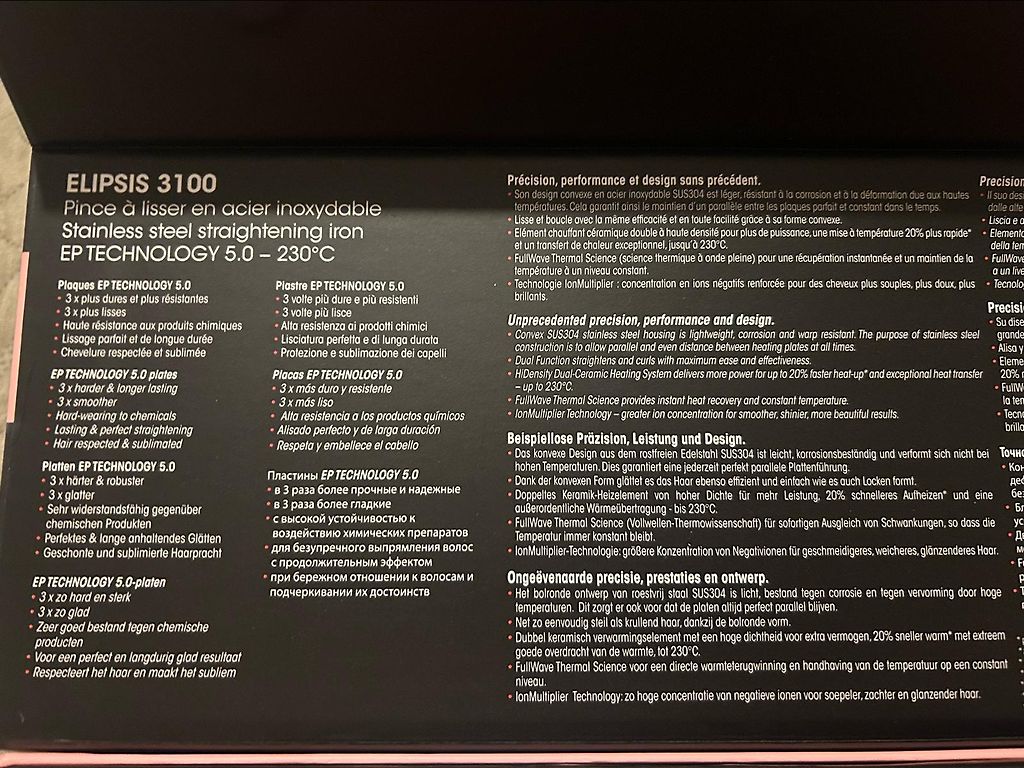 ELIPSIS 3100
Pince à lisser en acier inoxydable
Stainless steel straightening iron
EP TECHNOLOGY 5.0 – 230°C
Plaques EP TECHNOLOGY 5.0
• 3 x plus dures et plus résistantes
• 3 x plus lisses
• Haute résistance aux produits chimiques
• Lissage parfait et de longue durée
• Chevelure respectée et sublimée
EP TECHNOLOGY 5.0 plates
• 3 x harder & longer lasting
• 3 x smoother
• Hard-wearing to chemicals
• Lasting & perfect straightening
• Hair respected & sublimated
Platten EP TECHNOLOGY 5.0
• 3 x härter & robuster
• 3 x glatter
• Sehr widerstandsfähig gegenüber
chemischen Produkten
• Perfektes & lange anhaltendes Glätten
• Geschonte und sublimierte Haarpracht
EP TECHNOLOGY 5.0-platen
• 3 x zo hard en sterk
• 3 x zo glad
• Zeer goed bestand tegen chemische
producten
• Voor een perfect en langdurig glad resultaat
• Respecteert het haar en maakt het subliem
Piastre EP TECHNOLOGY 5.0
• 3 volte più dure e più resistenti
• 3 volte più lisce
• Alta resistenza ai prodotti chimici
• Lisciatura perfetta e di lunga durata
• Protezione e sublimazione dei capelli
Placas EP TECHNOLOGY 5.0
• 3 x más duro y resistente
• 3 x más liso
• Alta resistencia a los productos químicos
• Alisado perfecto y de larga duración
• Respeta y embellece el cabello
Пластины EP TECHNOLOGY 5.0
• в 3 раза более прочные и надежные
• в 3 раза более гладкие
• с высокой устойчивостью к
воздействию химических препаратов
• для безупречного выпрямления волос
с продолжительным эффектом
• при бережном отношении к волосам и
подчеркивании их достоинств
Précision, performance et design sans précédent.
• Son design convexe en acier inoxydable SUS304 est léger, résistant à la corrosion et à la déformation due aux hautes
températures. Cela garantit ainsi le maintien d'un parallèle entre les plaques parfait et constant dans le temps.
• Lisse et boucle avec la même efficacité et en toute facilité grâce à sa forme convexe.
• Elément chauffant céramique double à haute densité pour plus de puissance, une mise à température 20% plus rapide*
et un transfert de chaleur exceptionnel, jusqu'à 230°C.
• FullWave Thermal Science (science thermique à onde pleine) pour une récupération instantanée et un maintien de la
température à un niveau constant.
• Technologie IonMultiplier : concentration en ions négatifs renforcée pour des cheveux plus souples, plus doux, plus
brillants.
Unprecedented precision, performance and design.
• Convex SUS304 stainless steel housing is lightweight, corrosion and warp resistant. The purpose of stainless steel
construction is to allow parallel and even distance between heating plates at all times.
• Dual Function straightens and curls with maximum ease and effectiveness.
• HiDensity Dual-Ceramic Heating System delivers more power for up to 20% faster heat-up* and exceptional heat transfer
– up to 230°C.
• FullWave Thermal Science provides instant heat recovery and constant temperature.
• IonMultiplier Technology – greater ion concentration for smoother, shinier, more beautiful results.
Beispiellose Präzision, Leistung und Design.
• Das konvexe Design aus dem rostfreien Edelstahl SUS304 ist leicht, korrosionsbeständig und verformt sich nicht bei
hohen Temperaturen. Dies garantiert eine jederzeit perfekt parallele Plattenführung.
• Dank der konvexen Form glättet es das Haar ebenso effizient und einfach wie es auch Locken formt.
• Doppeltes Keramik-Heizelement von hoher Dichte für mehr Leistung, 20% schnelleres Aufheizen* und eine
außerordentliche Wärmeübertragung - bis 230°C.
• FullWave Thermal Science (Vollwellen-Thermowissenschaft) für sofortigen Ausgleich von Schwankungen, so dass die
Temperatur immer konstant bleibt.
• IonMultiplier-Technologie: größere Konzentration von Negativionen für geschmeidigeres, weicheres, glänzenderes Haar.
Ongeëvenaarde precisie, prestaties en ontwerp.
• Het bolronde ontwerp van roestvrij staal SUS304 is licht, bestand tegen corrosie en tegen vervorming door hoge
temperaturen. Dit zorgt er ook voor dat de platen altijd perfect parallel blijven.
• Net zo eenvoudig steil als krullend haar, dankzij de bolronde vorm.
• Dubbel keramisch verwarmingselement met een hoge dichtheid voor extra vermogen, 20% sneller warm* met extreem
goede overdracht van de warmte, tot 230°C.
• FullWave Thermal Science voor een directe warmteterugwinning en handhaving van de temperatuur op een constant
niveau.
• IonMultiplier Technology: zo hoge concentratie van negatieve ionen voor soepeler, zachter en glanzender haar.
Precision
• Il suo des
dalle alte
• Liscia e a
• Elemento
della tem
• FullWave
a un live
• Tecnolog
Precisi
• Su dise
grande
• Alisa y
• Eleme
20% r
• FullW
la ten
• Tecno
brilla